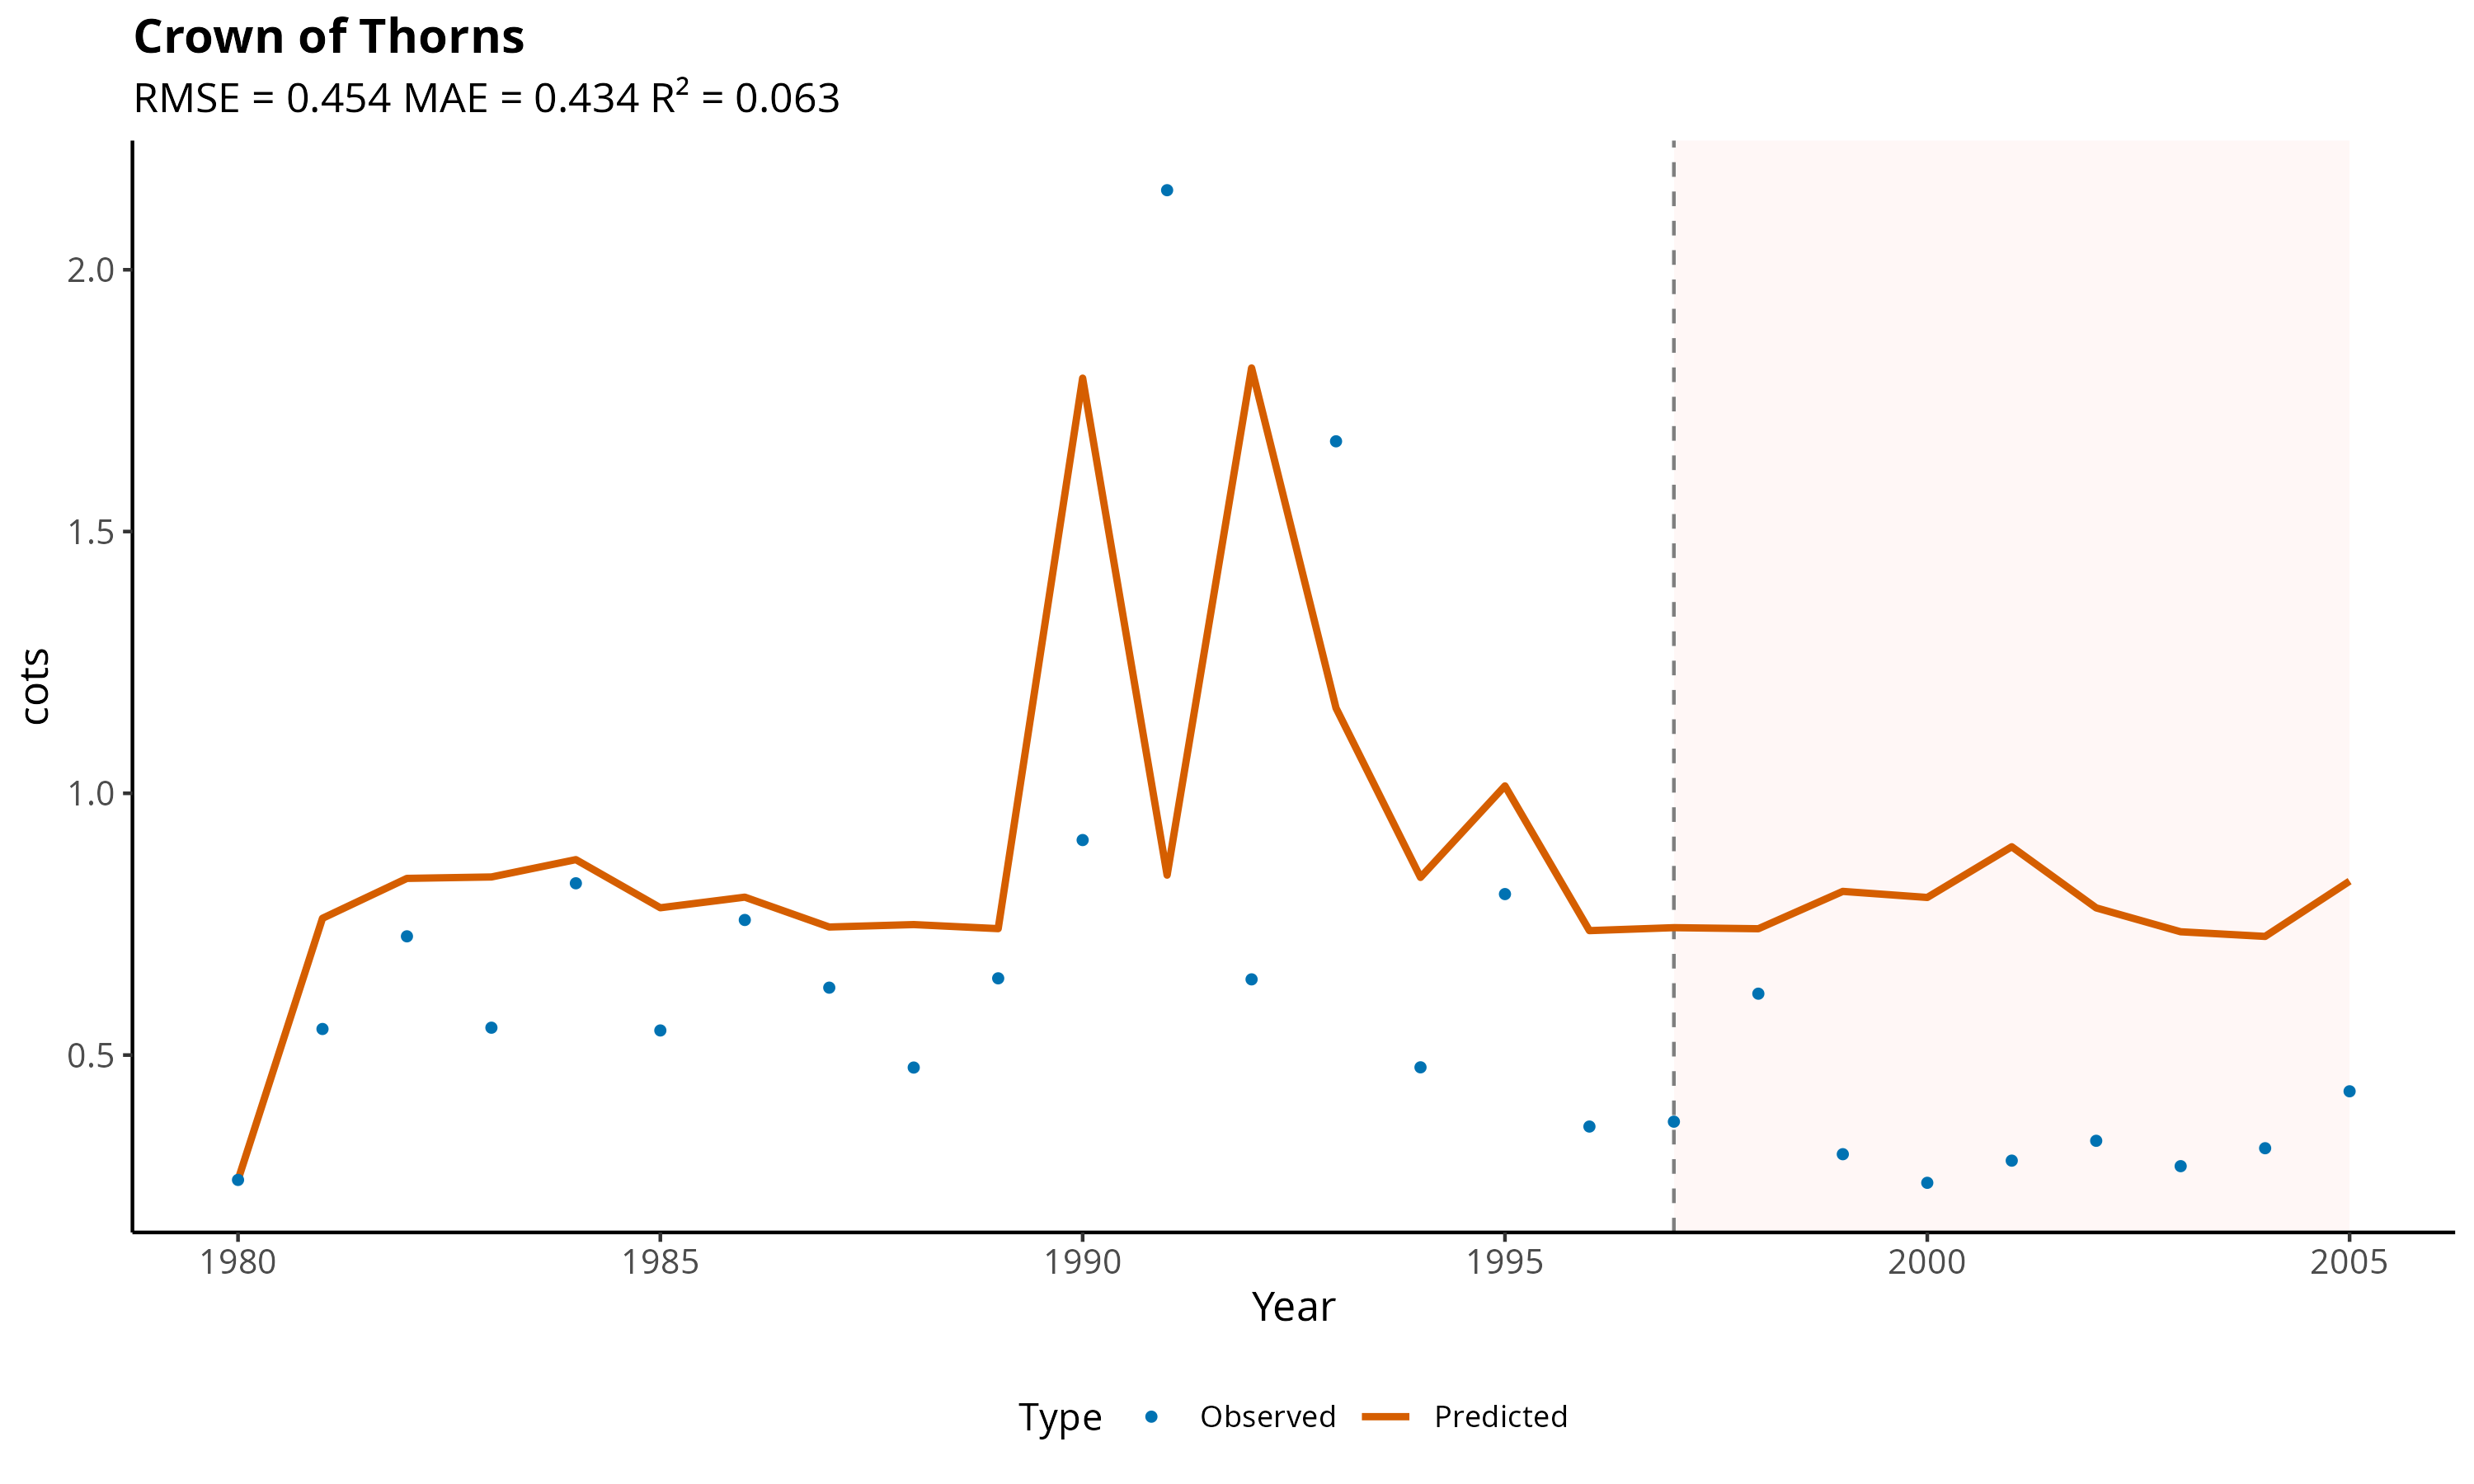 Crown of Thorns
RMSE = 0.454 MAE = 0.434 R² = 0.063
cots
2.0
1.5
1.0
0.5
1980 1985 1990 1995 2000 2005
Year
Type Observed Predicted